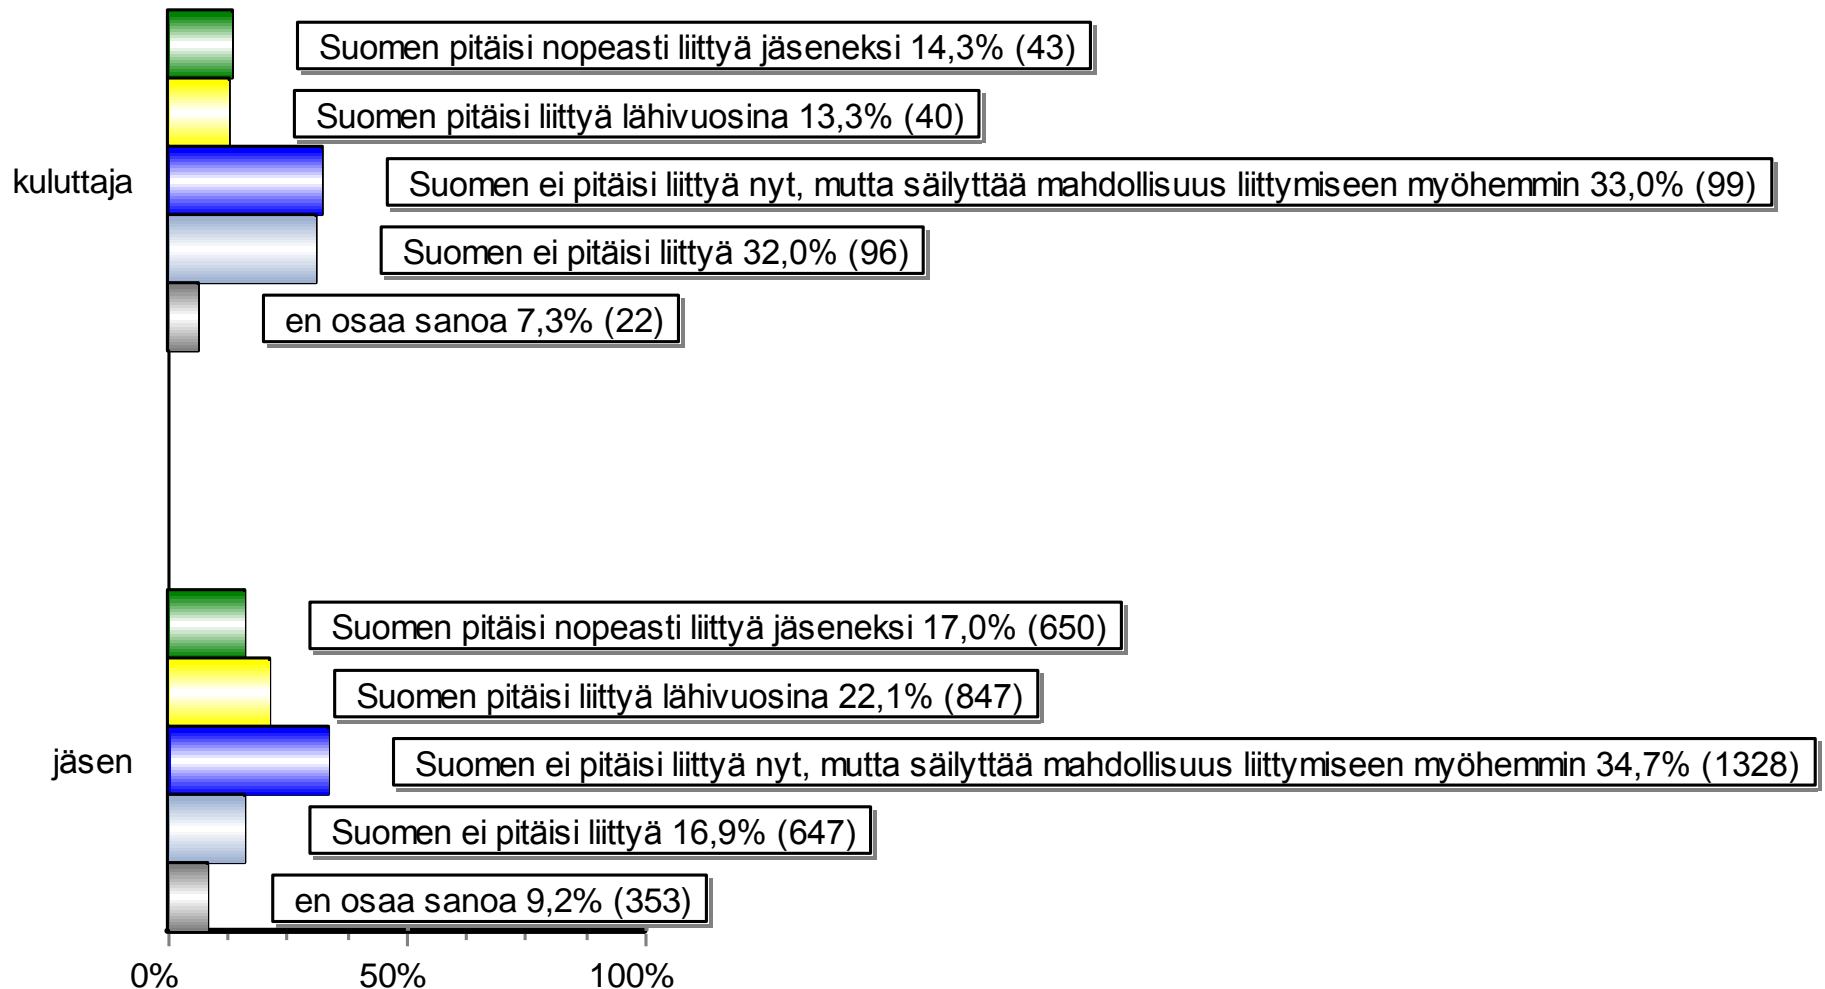 Suomen pitäisi nopeasti liittyä jäseneksi 14,3% (43)
Suomen pitäisi liittyä lähivuosina 13,3% (40)
kuluttaja
Suomen ei pitäisi liittyä nyt, mutta säilyttää mahdollisuus liittymiseen myöhemmin 33,0% (99)
Suomen ei pitäisi liittyä 32,0% (96)
en osaa sanoa 7,3% (22)
Suomen pitäisi nopeasti liittyä jäseneksi 17,0% (650)
Suomen pitäisi liittyä lähivuosina 22,1% (847)
jäsen
Suomen ei pitäisi liittyä nyt, mutta säilyttää mahdollisuus liittymiseen myöhemmin 34,7% (1328)
Suomen ei pitäisi liittyä 16,9% (647)
en osaa sanoa 9,2% (353)
0% 50% 100%